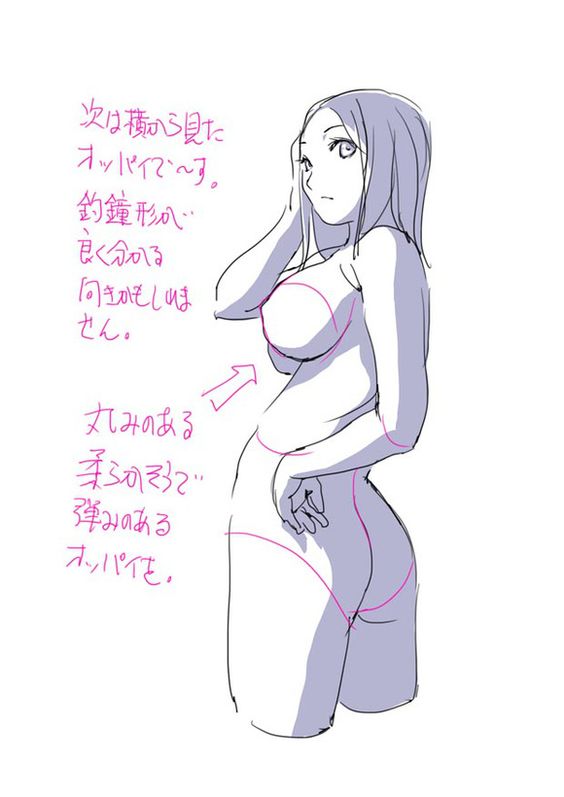 次は横から見た
オッパイで〜す。
釣鐘形が
良く分かる
向きかもしれま
せん。
丸みのある
柔らかそうで
弾みのある
オッパイを。